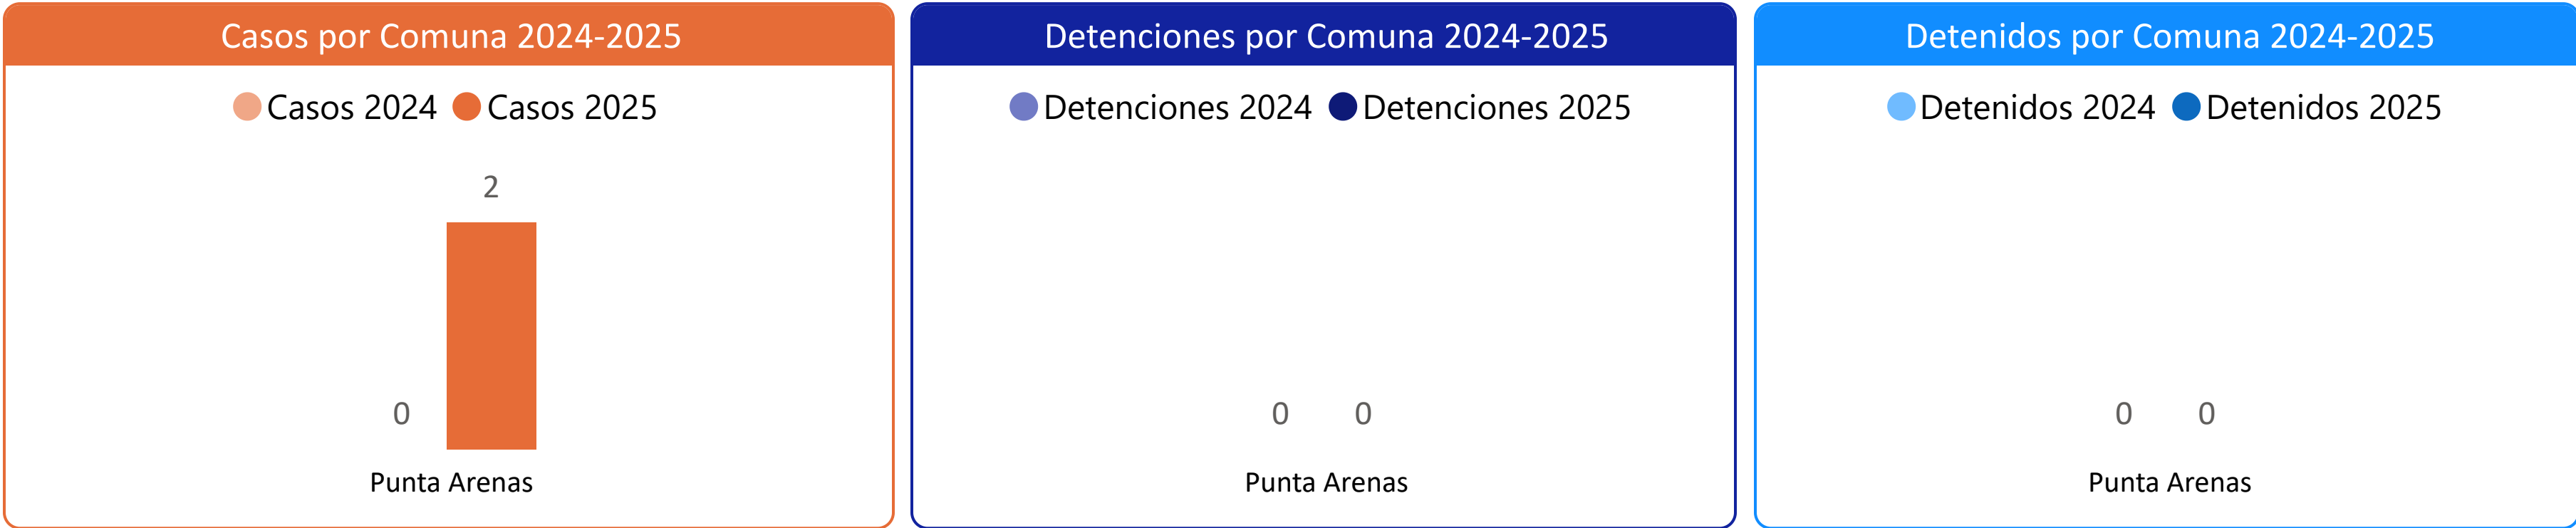 Casos por Comuna 2024-2025
Casos 2024 Casos 2025
2
0
Punta Arenas
Detenciones por Comuna 2024-2025
Detenciones 2024 Detenciones 2025
0 0
Punta Arenas
Detenidos por Comuna 2024-2025
Detenidos 2024 Detenidos 2025
0 0
Punta Arenas